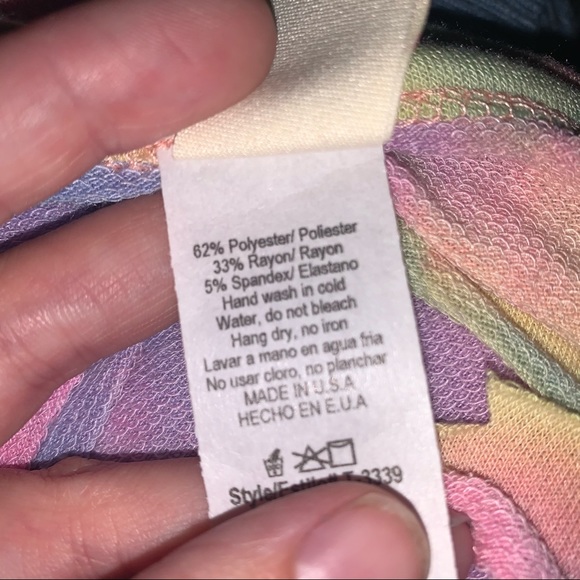 62% Polyester/ Poliester
33% Rayon/ Rayon
5% Spandex/ Elastano
Hand wash in cold
Water, do not bleach
Hang dry, no iron
Lavar a mano en agua fria
No usar cloro, no planchar
MADE IN U.S.A
HECHO EN E.U.A